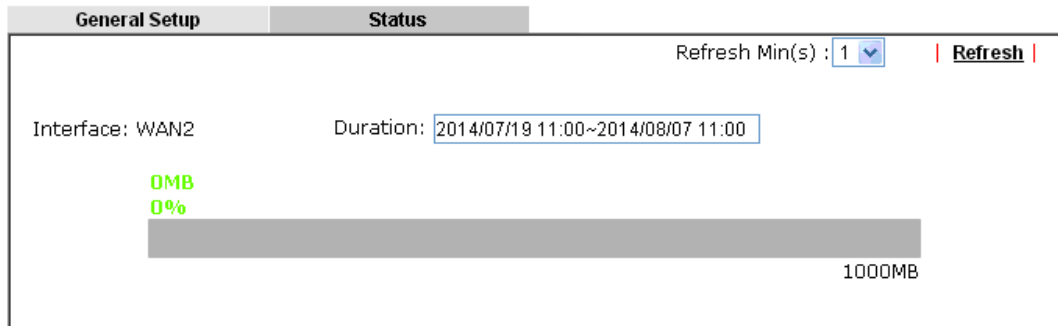 General Setup Status
Refresh Min(s) : 1 | Refresh |
Interface: WAN2 Duration: 2014/07/19 11:00~2014/08/07 11:00
0MB
0%
1000MB